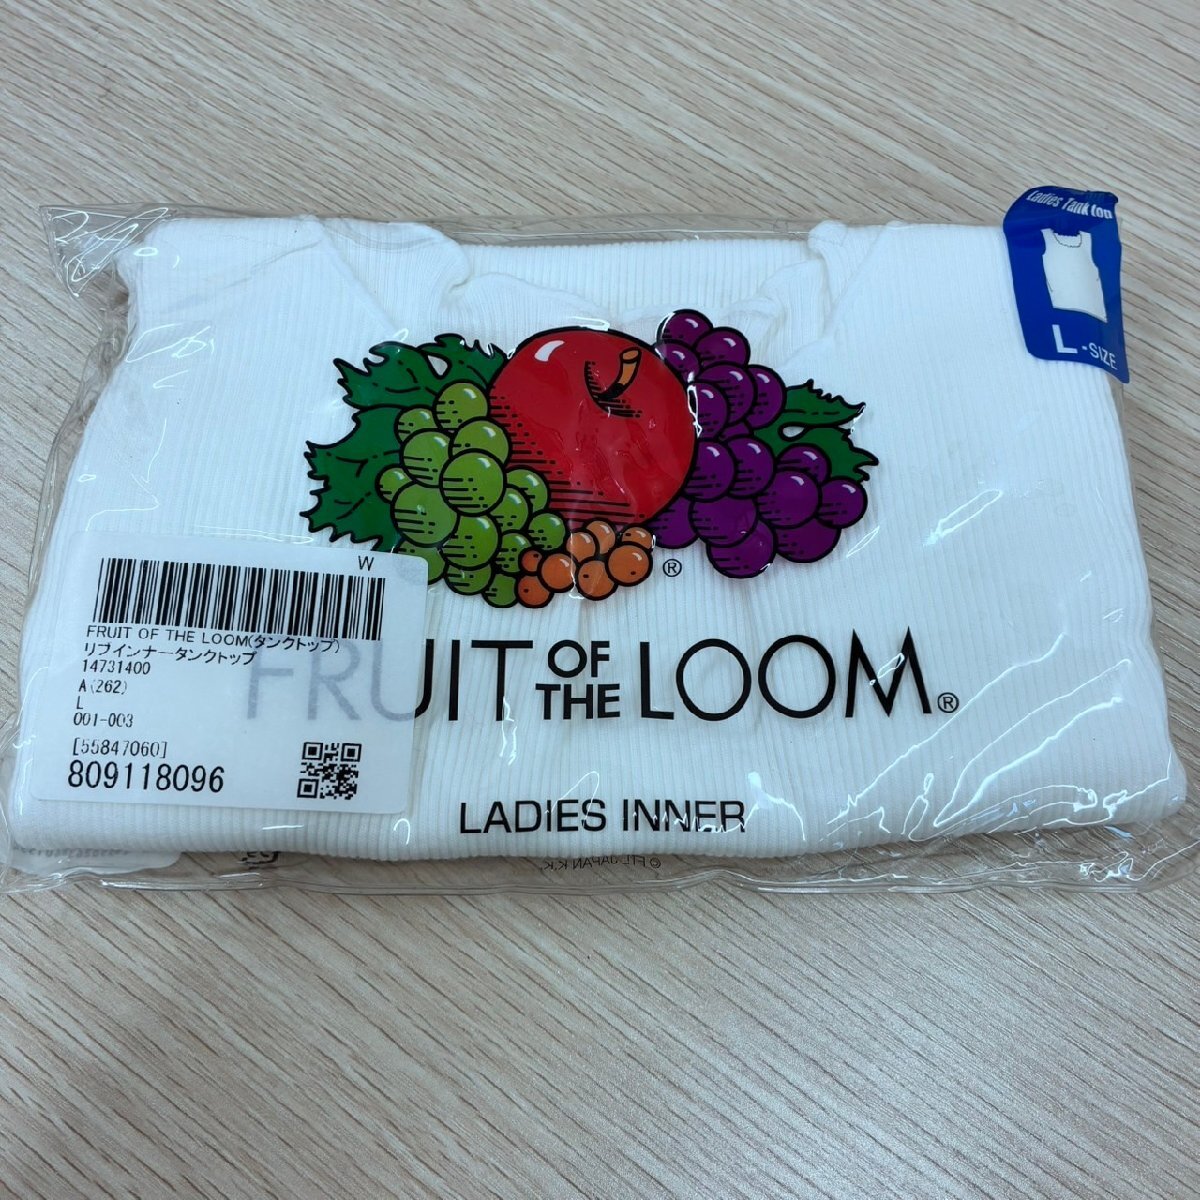 Ladies Tank top
L-SIZE
®
FRUIT OF THE LOOM®
LADIES INNER
© FTL JAPAN K.K.
W
FRUIT OF THE LOOM(タンクトップ)
リブインナータンクトップ
14731400
A(262)
L
001-003
[55847060]
809118096